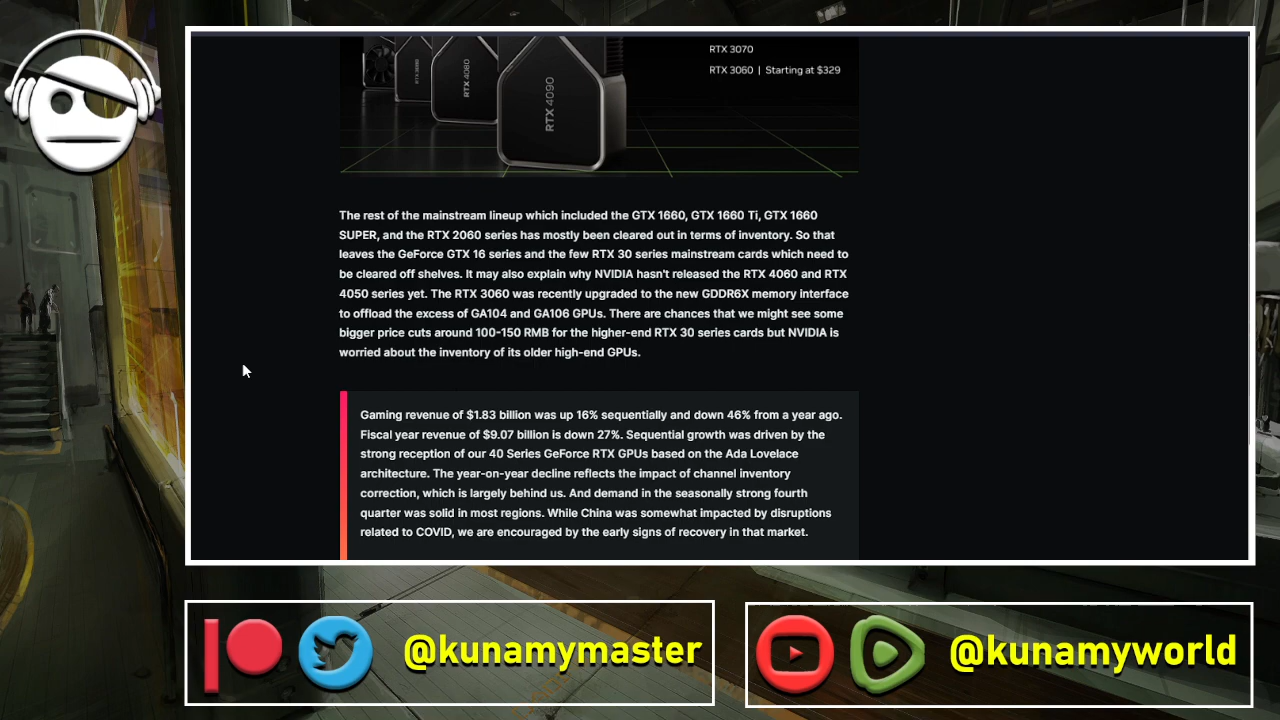 RTX 3070
RTX 3060 | Starting at $329
RTX 4080
RTX 4090
The rest of the mainstream lineup which included the GTX 1660, GTX 1660 Ti, GTX 1660
SUPER, and the RTX 2060 series has mostly been cleared out in terms of inventory. So that
leaves the GeForce GTX 16 series and the few RTX 30 series mainstream cards which need to
be cleared off shelves. It may also explain why NVIDIA hasn't released the RTX 4060 and RTX
4050 series yet. The RTX 3060 was recently upgraded to the new GDDR6X memory interface
to offload the excess of GA104 and GA106 GPUs. There are chances that we might see some
bigger price cuts around 100-150 RMB for the higher-end RTX 30 series cards but NVIDIA is
worried about the inventory of its older high-end GPUs.
Gaming revenue of $1.83 billion was up 16% sequentially and down 46% from a year ago.
Fiscal year revenue of $9.07 billion is down 27%. Sequential growth was driven by the
strong reception of our 40 Series GeForce RTX GPUs based on the Ada Lovelace
architecture. The year-on-year decline reflects the impact of channel inventory
correction, which is largely behind us. And demand in the seasonally strong fourth
quarter was solid in most regions. While China was somewhat impacted by disruptions
related to COVID, we are encouraged by the early signs of recovery in that market.
@kunamymaster
@kunamyworld